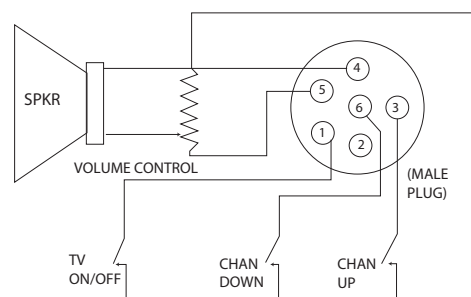 SPKR
4
5
6
3
1
2
VOLUME CONTROL
(MALE
PLUG)
TV
ON/OFF
CHAN
DOWN
CHAN
UP